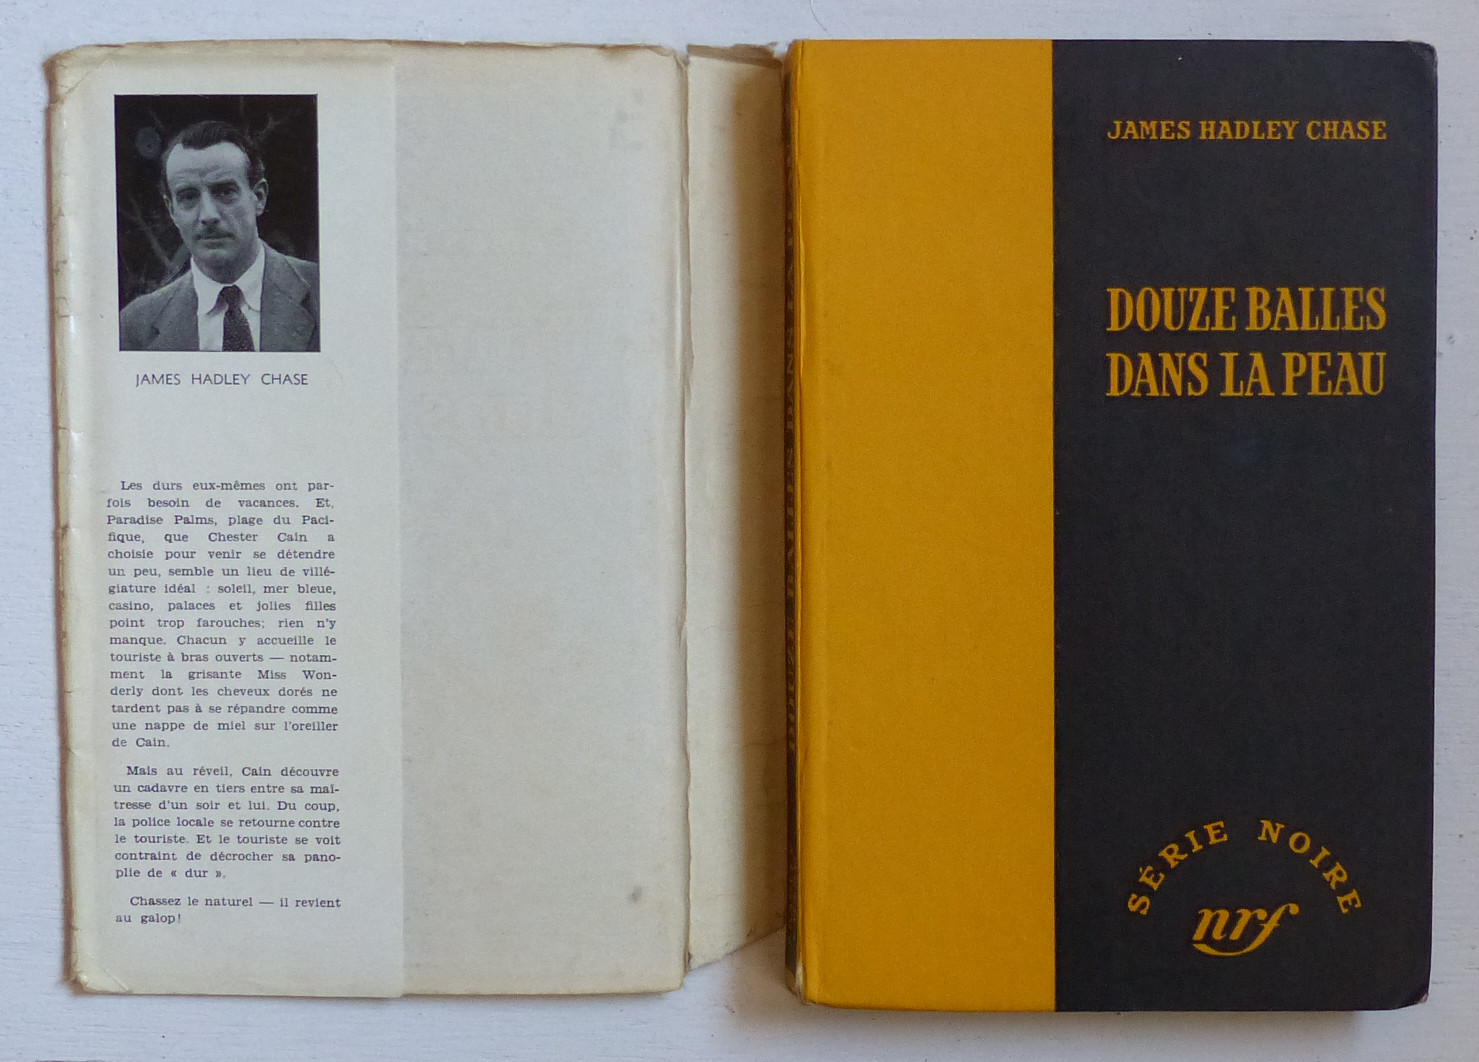 JAMES HADLEY CHASE
Les durs eux-mêmes ont par-
fois besoin de vacances. Et,
Paradise Palms, plage du Paci-
fique, que Chester Cain a
choisie pour venir se détendre
un peu, semble un lieu de villé-
giature idéal : soleil, mer bleue,
casino, palaces et jolies filles
point trop farouches; rien n'y
manque. Chacun y accueille le
touriste à bras ouverts — notam-
ment la grisante Miss Won-
derly dont les cheveux dorés ne
tardent pas à se répandre comme
une nappe de miel sur l'oreiller
de Cain.
Mais au réveil, Cain découvre
un cadavre en tiers entre sa maî-
tresse d'un soir et lui. Du coup,
la police locale se retourne contre
le touriste. Et le touriste se voit
contraint de décrocher sa pano-
plie de « dur ».
Chassez le naturel — il revient
au galop!
JAMES HADLEY CHASE
DOUZE BALLES
DANS LA PEAU
SÉRIE NOIRE
nrf
DOUZE BALLES DANS LA PEAU